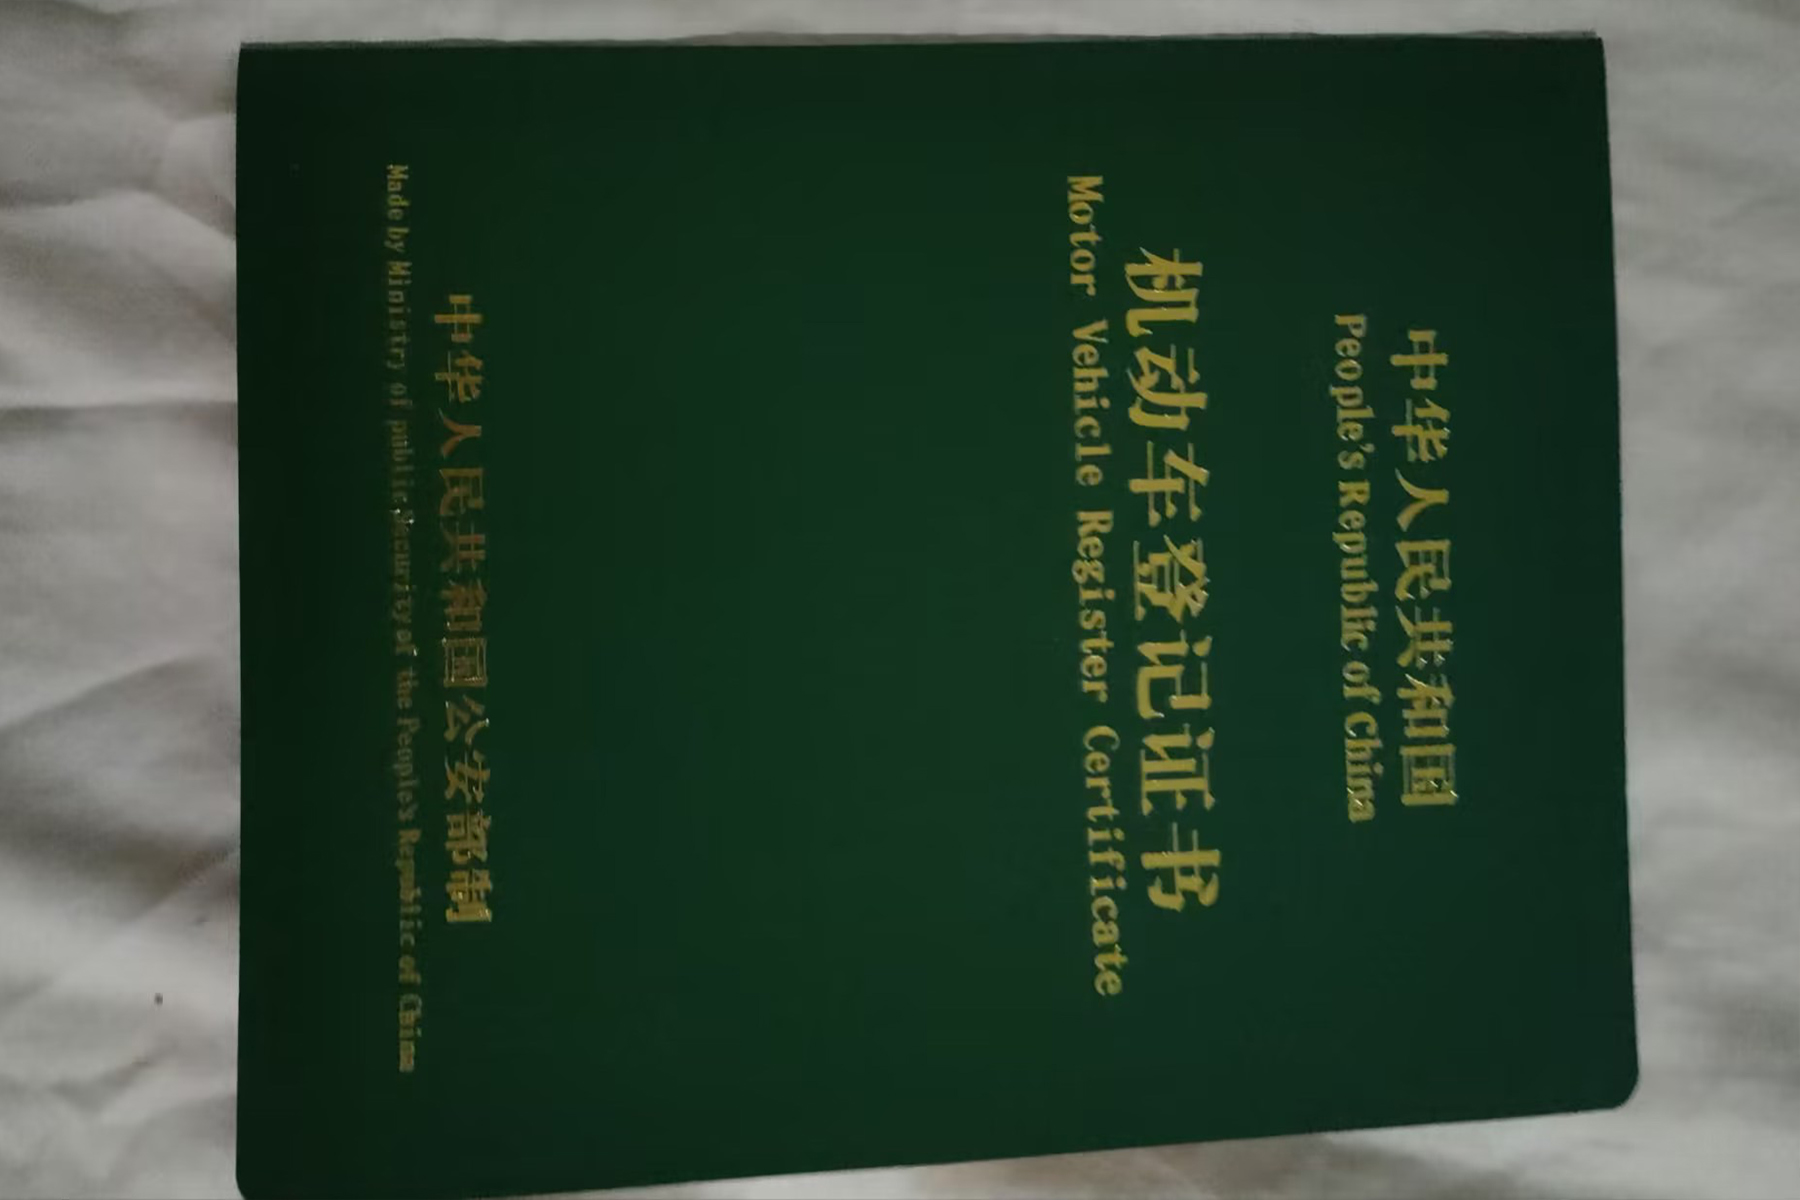 中华人民共和国
People's Republic of China
机动车登记证书
Motor Vehicle Register Certificate
中华人民共和国公安部制
Made by Ministry of public Security of the People's Republic of China